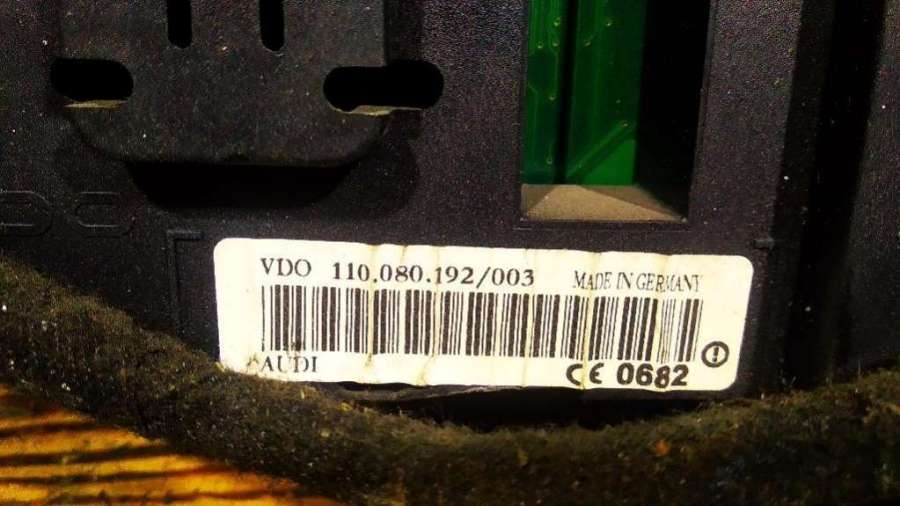 VDO 110.080.192/003 MADE IN GERMANY
AUDI
CE 0682